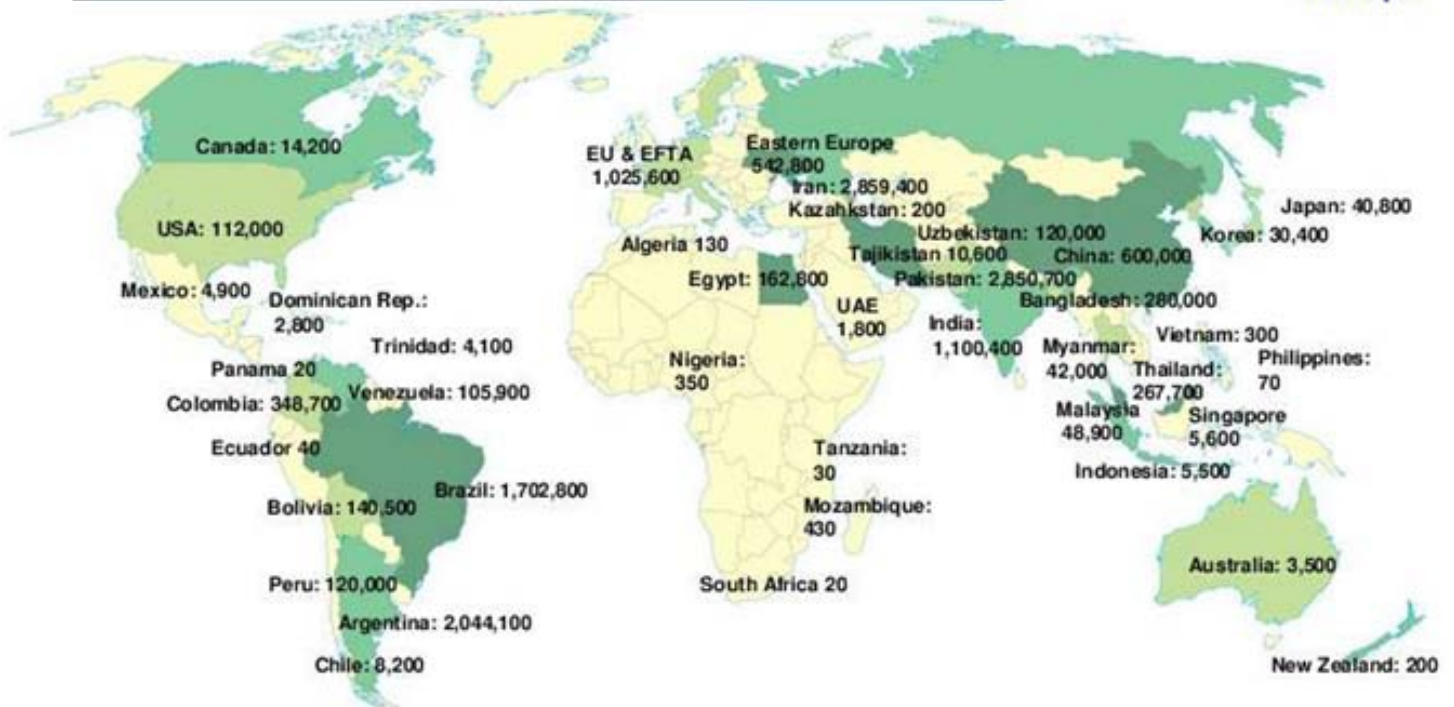 Canada: 14,200
USA: 112,000
Mexico: 4,900
Dominican Rep.:
2,800
Trinidad: 4,100
Panama 20
Venezuela: 105,900
Colombia: 348,700
Ecuador 40
Brazil: 1,702,800
Bolivia: 140,500
Peru: 120,000
Argentina: 2,044,100
Chile: 8,200
EU & EFTA
1,025,600
Eastern Europe
542,800
Iran: 2,859,400
Kazahkstan: 200
Uzbekistan: 120,000
Tajikistan 10,600
China: 600,000
Pakistan: 2,850,700
Bangladesh: 280,000
Japan: 40,800
Korea: 30,400
Algeria 130
Egypt: 162,800
UAE
1,800
India:
1,100,400
Myanmar:
42,000
Vietnam: 300
Thailand:
267,700
Philippines:
70
Malaysia
48,900
Singapore
5,600
Indonesia: 5,500
Nigeria:
350
Tanzania:
30
Mozambique:
430
South Africa 20
Australia: 3,500
New Zealand: 200